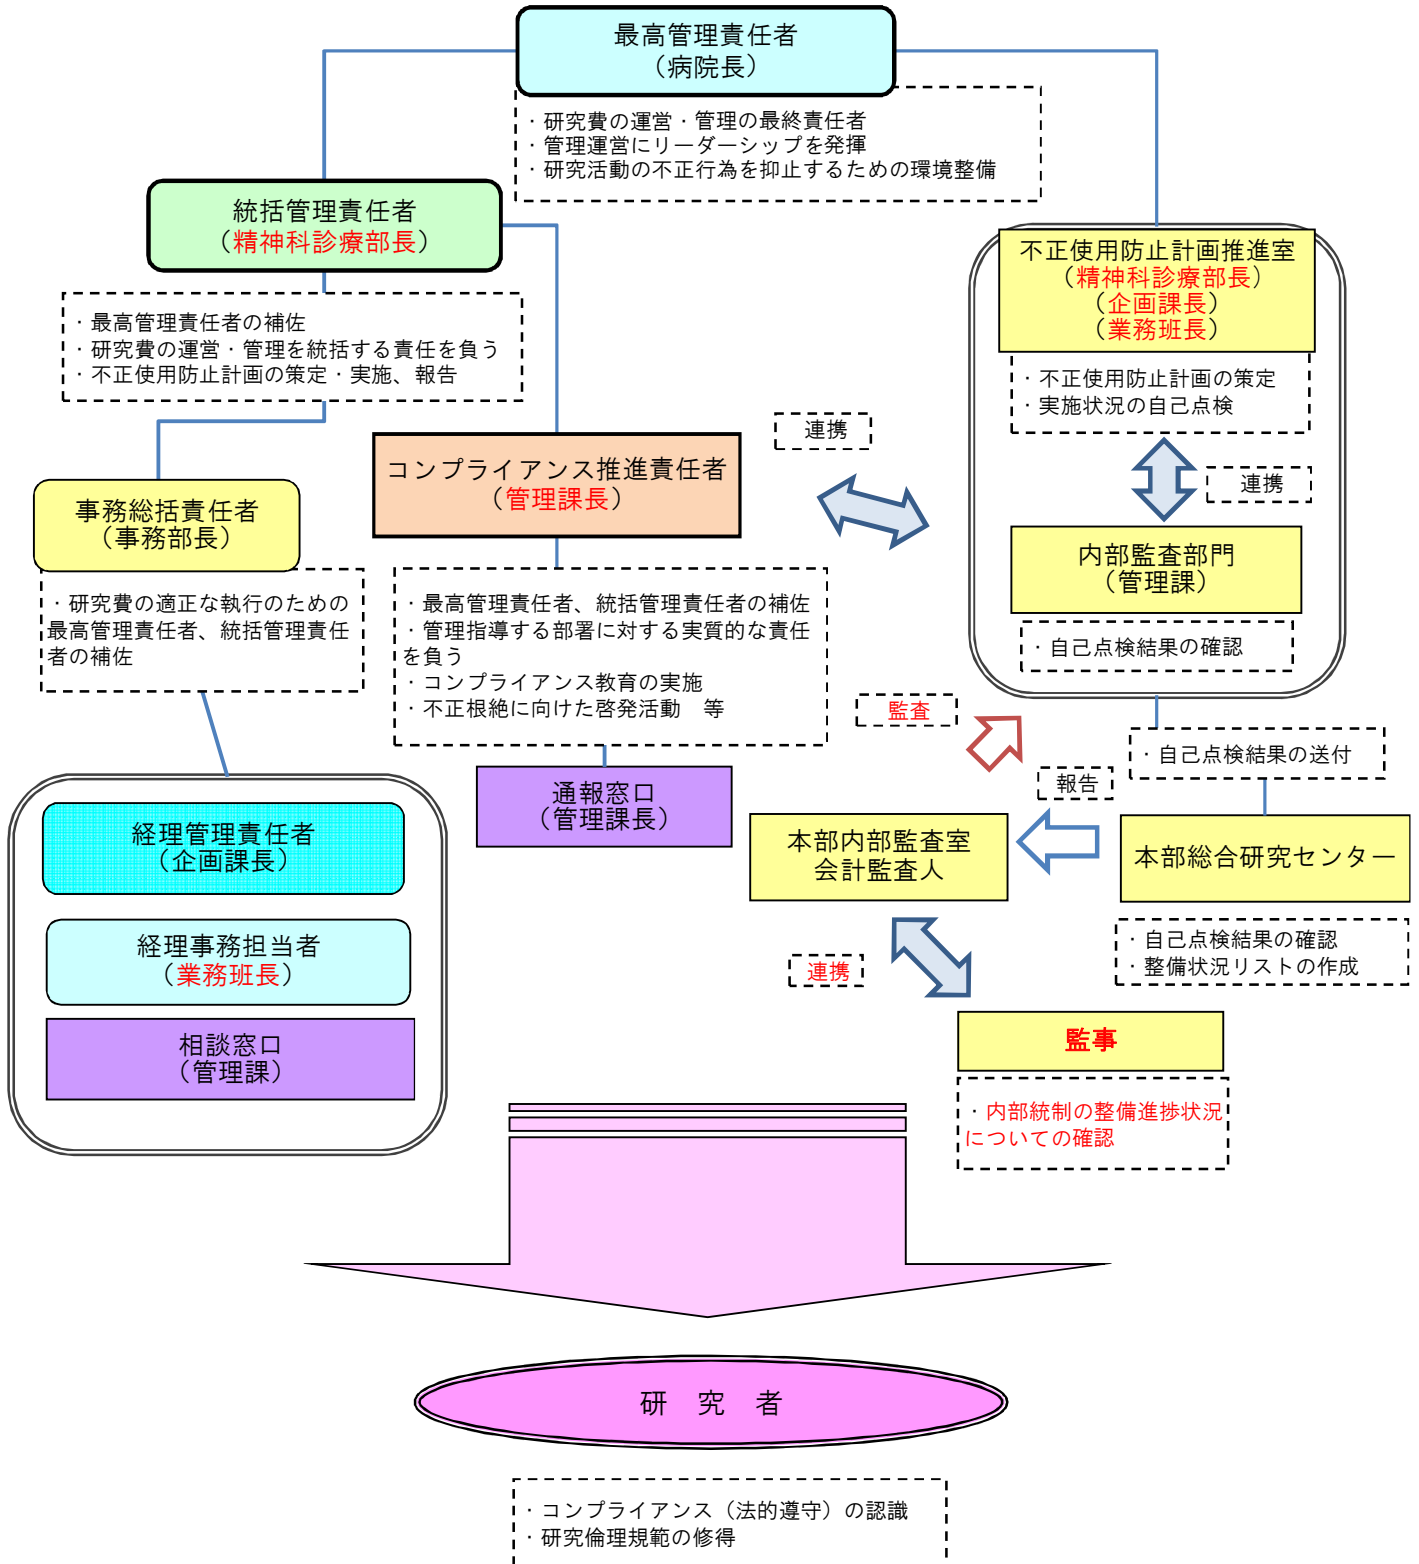 最高管理責任者
（病院長）
・研究費の運営・管理の最終責任者
・管理運営にリーダーシップを発揮
・研究活動の不正行為を抑止するための環境整備
統括管理責任者
（精神科診療部長）
・最高管理責任者の補佐
・研究費の運営・管理を統括する責任を負う
・不正使用防止計画の策定・実施、報告
不正使用防止計画推進室
（精神科診療部長）
（企画課長）
（業務班長）
・不正使用防止計画の策定
・実施状況の自己点検
連携
連携
内部監査部門
（管理課）
・自己点検結果の確認
コンプライアンス推進責任者
（管理課長）
・最高管理責任者、統括管理責任者の補佐
・管理指導する部署に対する実質的な責任
を負う
・コンプライアンス教育の実施
・不正根絶に向けた啓発活動　等
事務総括責任者
（事務部長）
・研究費の適正な執行のための
最高管理責任者、統括管理責任
者の補佐
監査
・自己点検結果の送付
報告
通報窓口
（管理課長）
経理管理責任者
（企画課長）
経理事務担当者
（業務班長）
相談窓口
（管理課）
本部内部監査室
会計監査人
本部総合研究センター
・自己点検結果の確認
・整備状況リストの作成
連携
監事
・内部統制の整備進捗状況
についての確認
研　究　者
・コンプライアンス（法的遵守）の認識
・研究倫理規範の修得